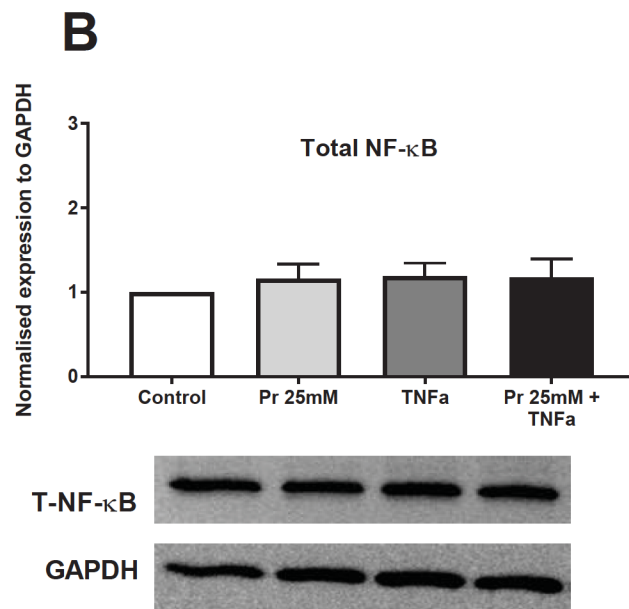 B
Normalised expression to GAPDH
3
2
1
0
Total NF-κB
Control
Pr 25mM
TNFa
Pr 25mM +
TNFa
T-NF-κB
GAPDH